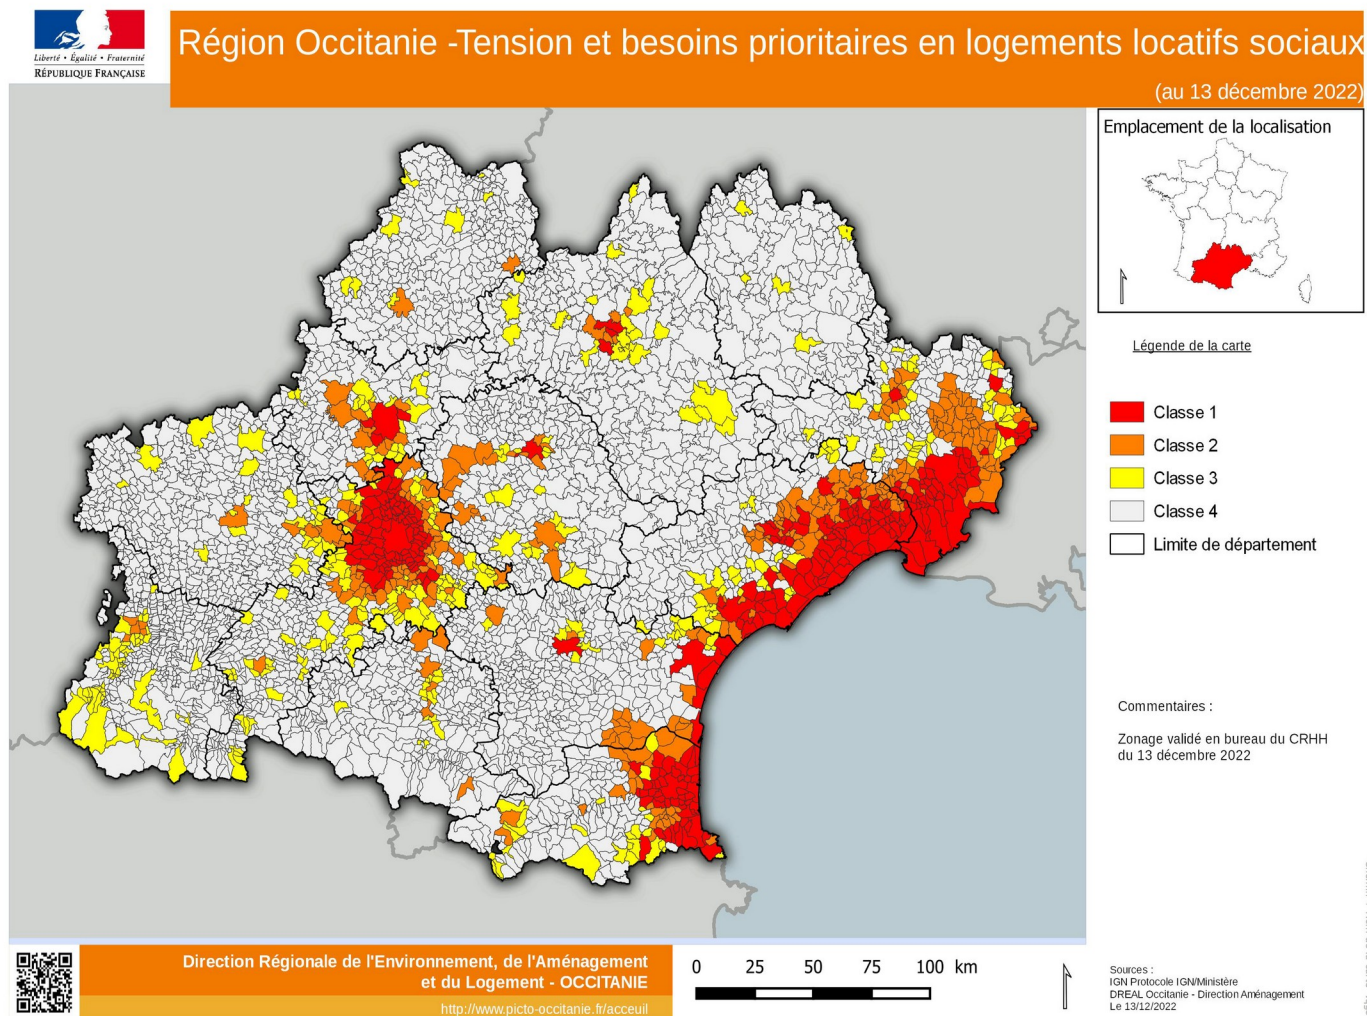 Liberté • Égalité • Fraternité
RÉPUBLIQUE FRANÇAISE
Région Occitanie -Tension et besoins prioritaires en logements locatifs sociaux
(au 13 décembre 2022)
Emplacement de la localisation
Légende de la carte
Classe 1
Classe 2
Classe 3
Classe 4
Limite de département
Commentaires :
Zonage validé en bureau du CRHH
du 13 décembre 2022
Direction Régionale de l'Environnement, de l'Aménagement
et du Logement - OCCITANIE
http://www.picto-occitanie.fr/acceuil
0 25 50 75 100 km
Sources :
IGN Protocole IGN/Ministère
DREAL Occitanie - Direction Aménagement
Le 13/12/2022